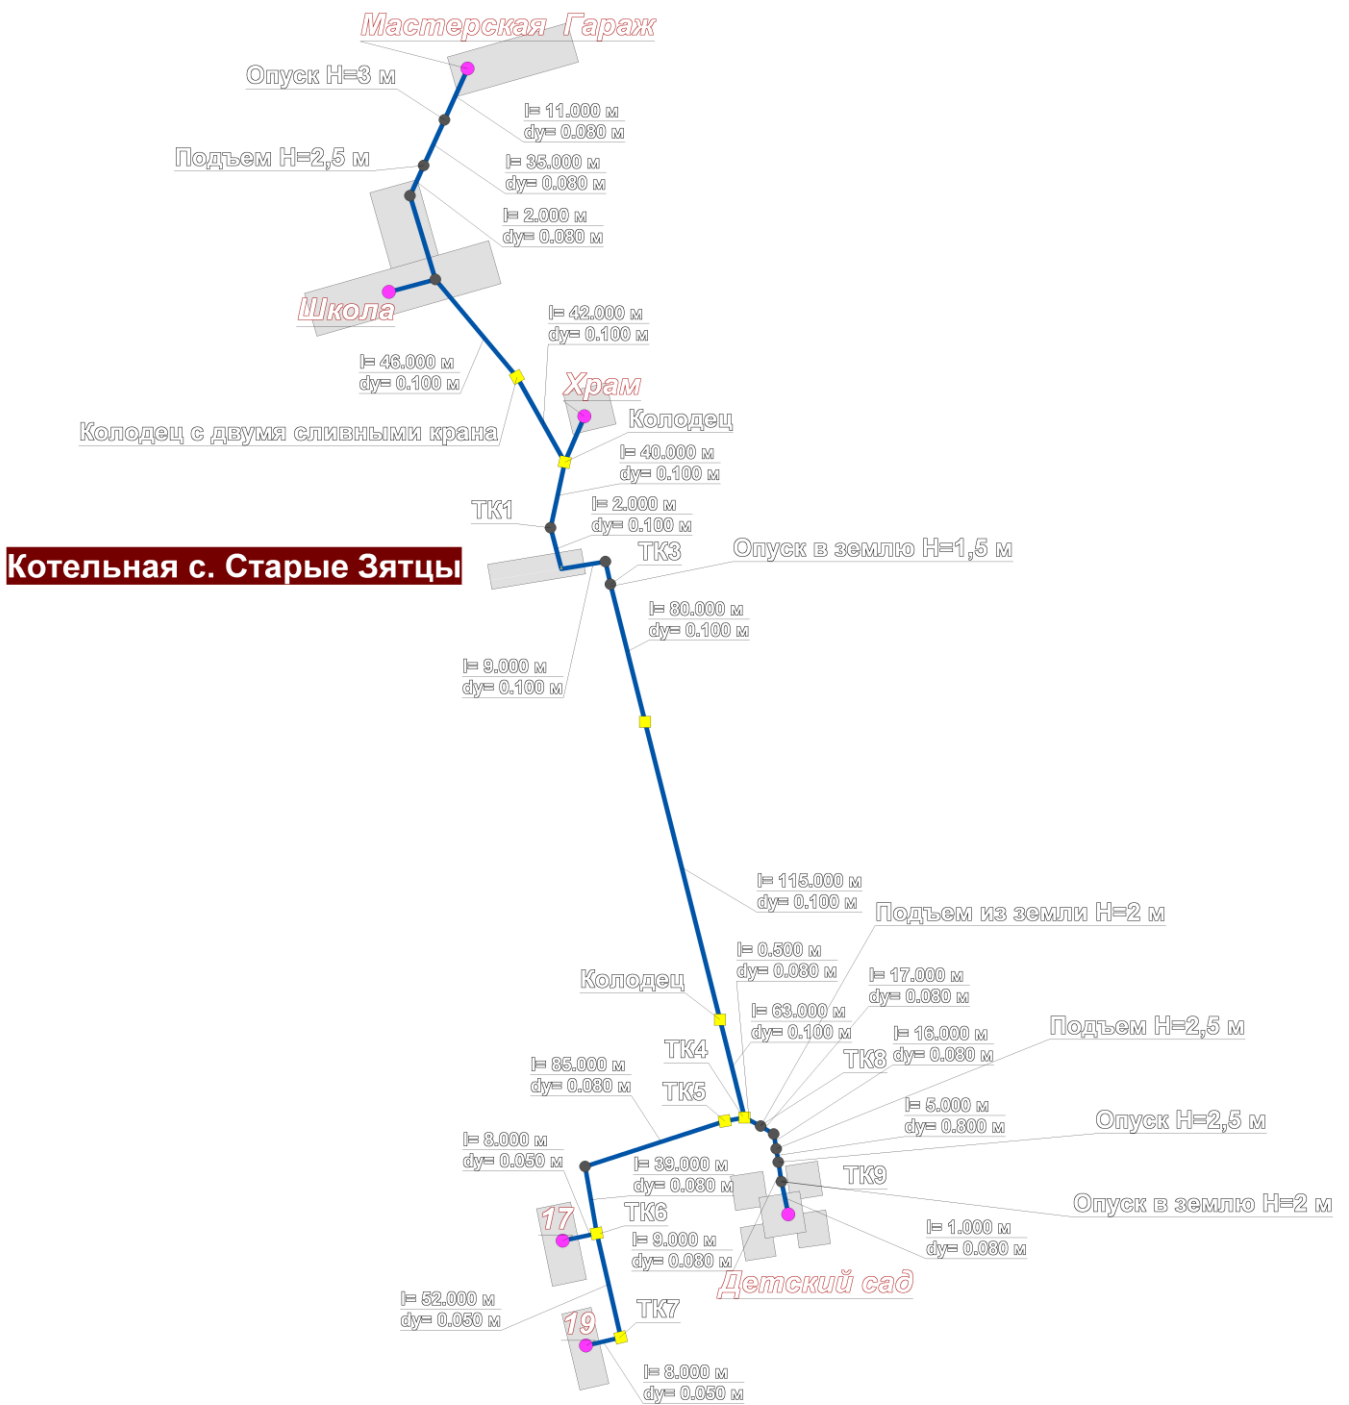 Мастерская Гараж
Опуск H=3 м
l= 11.000 м
dy= 0.080 м
Подъем H=2,5 м
l= 35.000 м
dy= 0.080 м
l= 2.000 м
dy= 0.080 м
Школа
l= 42.000 м
dy= 0.100 м
l= 46.000 м
dy= 0.100 м
Храм
Колодец
Колодец с двумя сливными крана
l= 40.000 м
dy= 0.100 м
ТК1
l= 2.000 м
dy= 0.100 м
Котельная с. Старые Зятцы
ТК3
Опуск в землю H=1,5 м
l= 80.000 м
dy= 0.100 м
l= 9.000 м
dy= 0.100 м
l= 115.000 м
dy= 0.100 м
Подъем из земли H=2 м
l= 0.500 м
dy= 0.080 м
Колодец
l= 17.000 м
dy= 0.080 м
l= 63.000 м
dy= 0.100 м
Подъем H=2,5 м
l= 16.000 м
dy= 0.080 м
ТК4
ТК8
l= 85.000 м
dy= 0.080 м
ТК5
l= 5.000 м
dy= 0.800 м
Опуск H=2,5 м
l= 8.000 м
dy= 0.050 м
l= 39.000 м
dy= 0.080 м
ТК9
Опуск в землю H=2 м
17
ТК6
l= 9.000 м
dy= 0.080 м
l= 1.000 м
dy= 0.080 м
Детский сад
l= 52.000 м
dy= 0.050 м
19
ТК7
l= 8.000 м
dy= 0.050 м